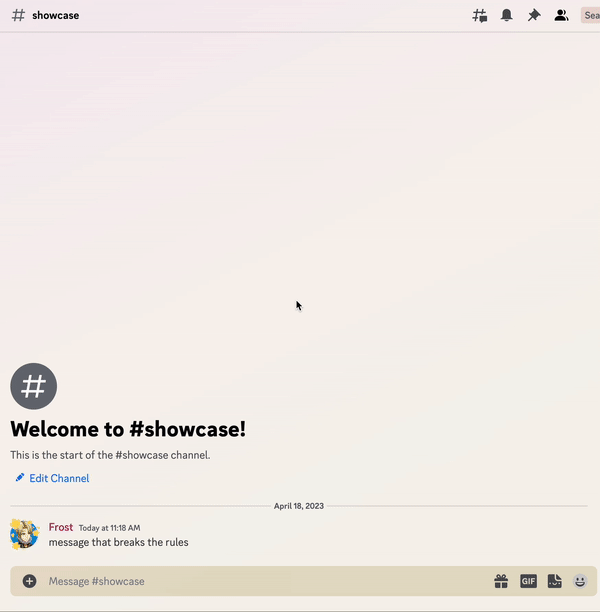 # showcase
Sea
Welcome to #showcase!
This is the start of the #showcase channel.
Edit Channel
April 18, 2023
Frost Today at 11:18 AM
message that breaks the rules
Message #showcase
GIF